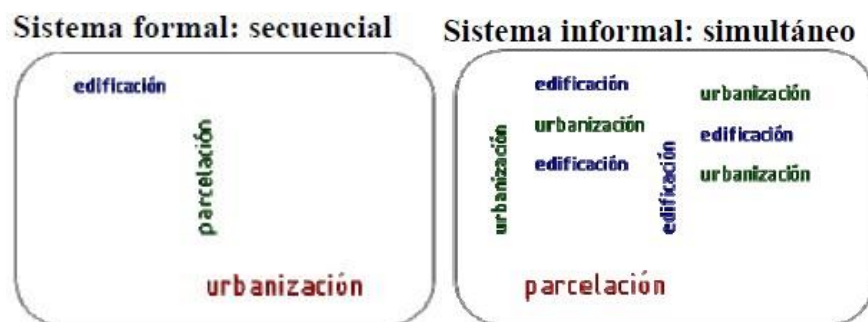 Sistema formal: secuencial
edificación
parcelación
urbanización
Sistema informal: simultáneo
urbanización
edificación
urbanización
edificación
edificación
urbanización
edificación
urbanización
parcelación